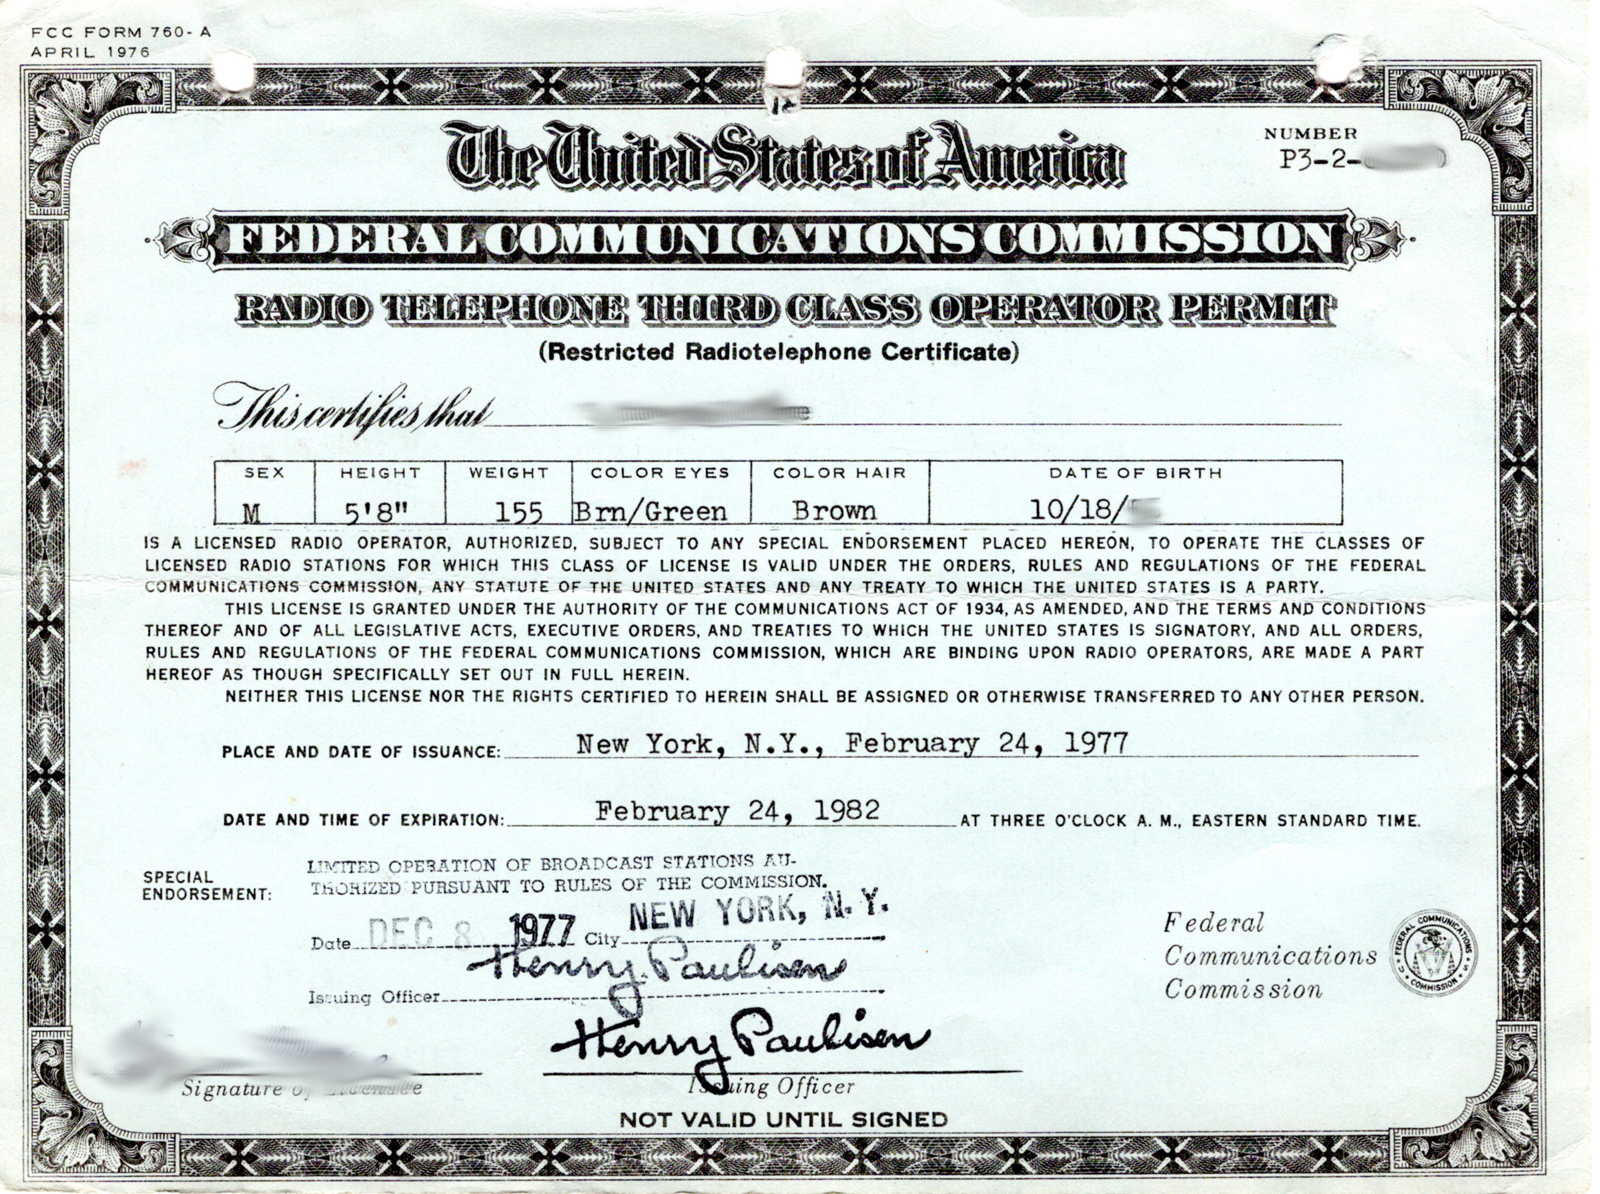 FCC FORM 760-A
APRIL 1976
The United States of America
NUMBER
P3-2-
FEDERAL COMMUNICATIONS COMMISSION
RADIO TELEPHONE THIRD CLASS OPERATOR PERMIT
(Restricted Radiotelephone Certificate)
This certifies that
SEX HEIGHT WEIGHT COLOR EYES COLOR HAIR DATE OF BIRTH
M 5'8" 155 Brn/Green Brown 10/18/
IS A LICENSED RADIO OPERATOR, AUTHORIZED, SUBJECT TO ANY SPECIAL ENDORSEMENT PLACED HEREON, TO OPERATE THE CLASSES OF
LICENSED RADIO STATIONS FOR WHICH THIS CLASS OF LICENSE IS VALID UNDER THE ORDERS, RULES AND REGULATIONS OF THE FEDERAL
COMMUNICATIONS COMMISSION, ANY STATUTE OF THE UNITED STATES AND ANY TREATY TO WHICH THE UNITED STATES IS A PARTY.
THIS LICENSE IS GRANTED UNDER THE AUTHORITY OF THE COMMUNICATIONS ACT OF 1934, AS AMENDED, AND THE TERMS AND CONDITIONS
THEREOF AND OF ALL LEGISLATIVE ACTS, EXECUTIVE ORDERS, AND TREATIES TO WHICH THE UNITED STATES IS SIGNATORY, AND ALL ORDERS,
RULES AND REGULATIONS OF THE FEDERAL COMMUNICATIONS COMMISSION, WHICH ARE BINDING UPON RADIO OPERATORS, ARE MADE A PART
HEREOF AS THOUGH SPECIFICALLY SET OUT IN FULL HEREIN.
NEITHER THIS LICENSE NOR THE RIGHTS CERTIFIED TO HEREIN SHALL BE ASSIGNED OR OTHERWISE TRANSFERRED TO ANY OTHER PERSON.
PLACE AND DATE OF ISSUANCE: New York, N.Y., February 24, 1977
DATE AND TIME OF EXPIRATION: February 24, 1982 AT THREE O'CLOCK A. M., EASTERN STANDARD TIME.
SPECIAL
ENDORSEMENT:
LIMITED OPERATION OF BROADCAST STATIONS AU-
THORIZED PURSUANT TO RULES OF THE COMMISSION.
Date DEC 8 1977 City NEW YORK, N.Y.
Issuing Officer Henry Paulisen
Federal
Communications
Commission
FEDERAL COMMUNICATIONS COMMISSION
Henry Paulisen
Signature of Licensee Issuing Officer
NOT VALID UNTIL SIGNED